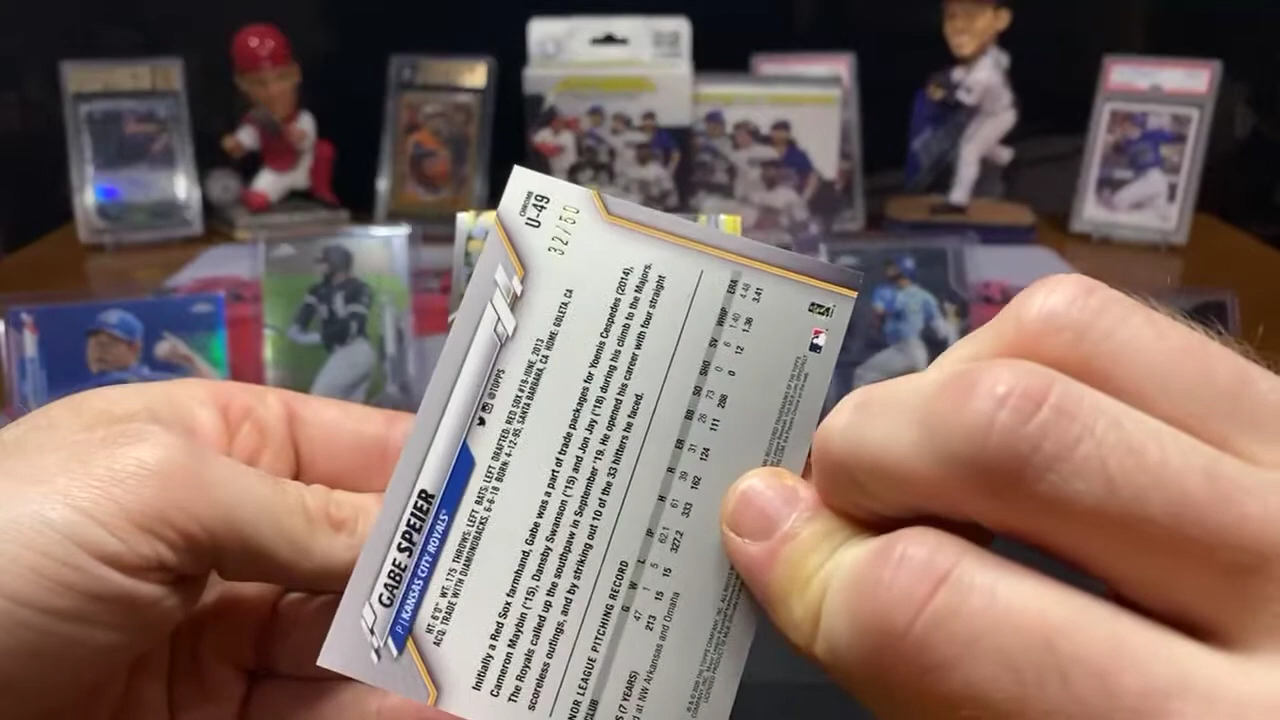 CHROME
U-49
32/50
GABE SPEIER
P | KANSAS CITY ROYALS®
@TOPPS
HT: 6'0" WT: 175 THROWS: LEFT BATS: LEFT DRAFTED: RED SOX #19-JUNE, 2013
ACQ: TRADE WITH DIAMONDBACKS, 6-6-18 BORN: 4-12-95, SANTA BARBARA, CA HOME: GOLETA, CA
Initially a Red Sox farmhand, Gabe was a part of trade packages for Yoenis Cespedes (2014),
Cameron Maybin ('15), Dansby Swanson ('15) and Jon Jay ('18) during his climb to the Majors.
The Royals called up the southpaw in September '19. He opened his career with four straight
scoreless outings, and by striking out 10 of the 33 hitters he faced.
NOR LEAGUE PITCHING RECORD
CLUB G W L IP H R ER BB SO SHO SV WHIP ERA
47 1 5 62.1 61 39 31 26 73 0 6 1.40 4.48
S (7 YEARS) 213 15 15 327.2 333 162 124 111 268 0 12 1.36 3.41
d at NW Arkansas and Omaha